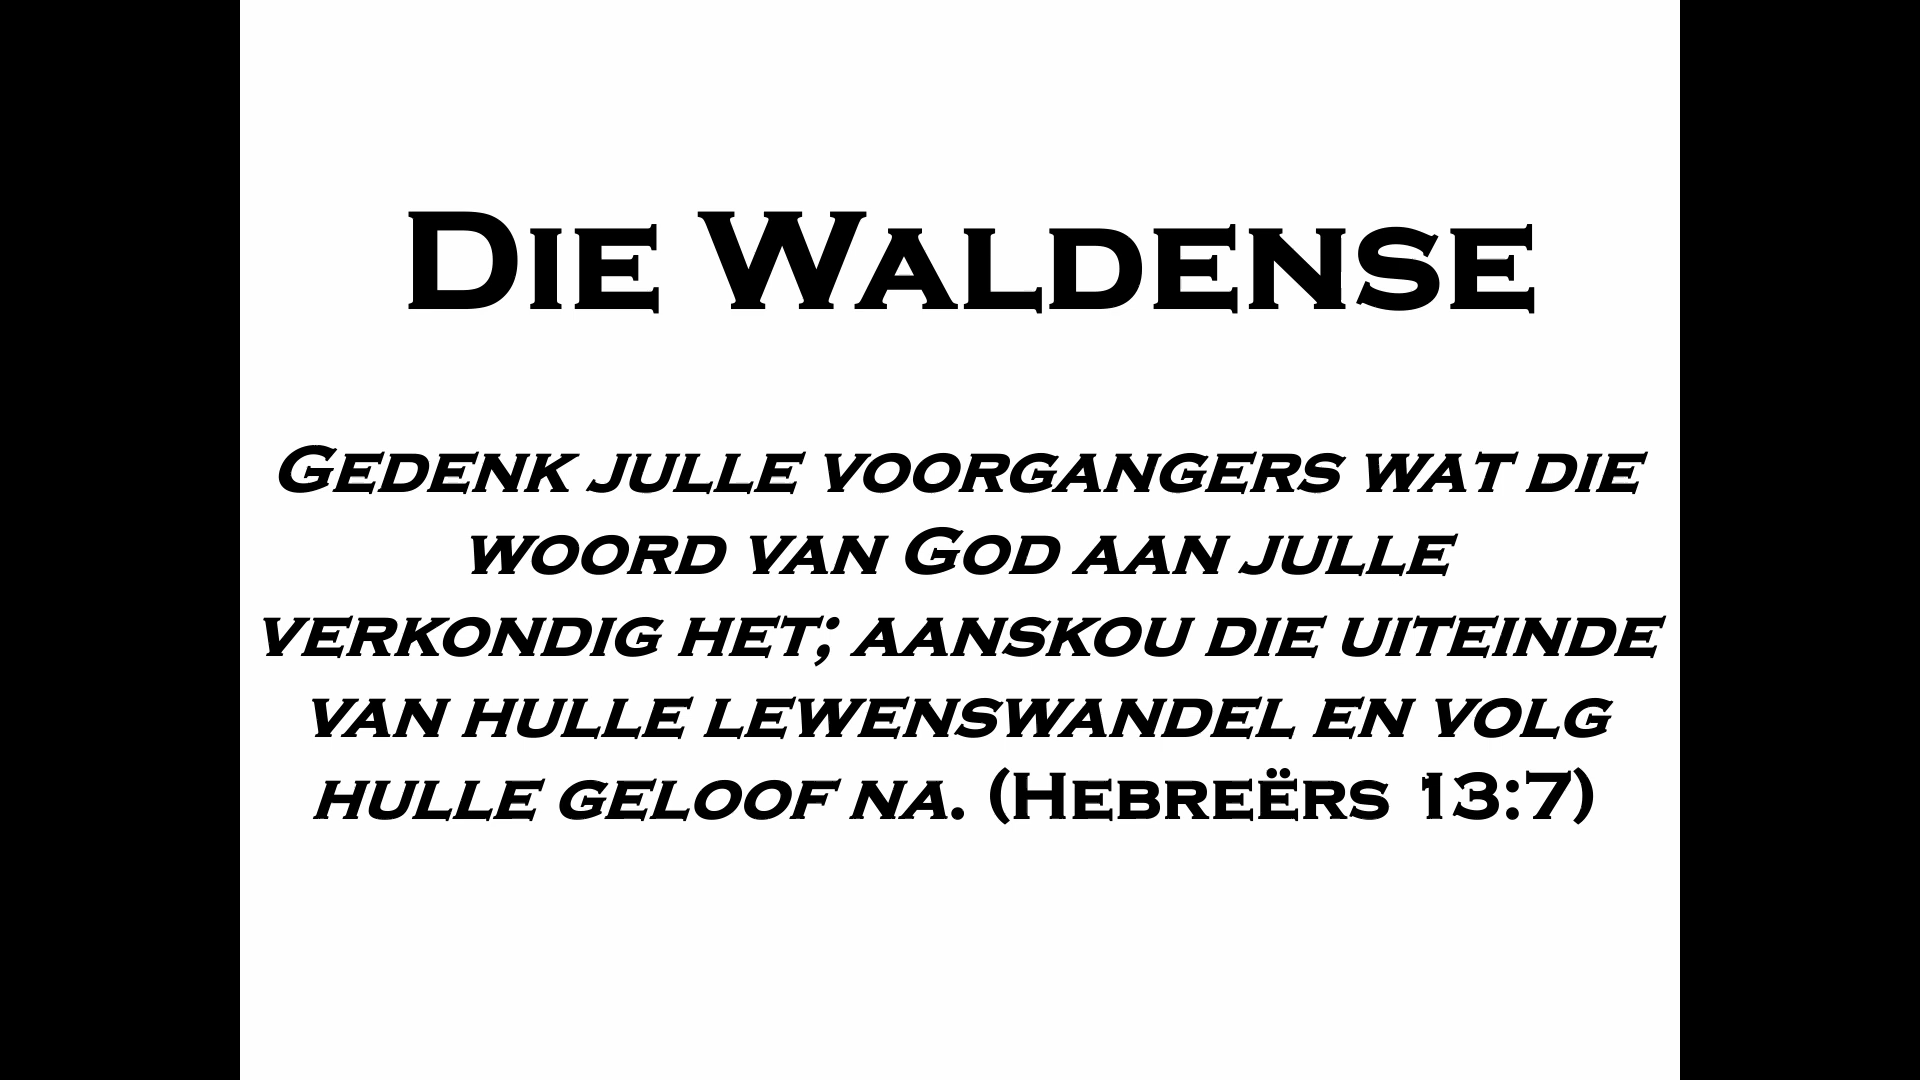 Die Waldense
Gedenk julle voorgangers wat die
woord van God aan julle
verkondig het; aanskou die uiteinde
van hulle lewenswandel en volg
hulle geloof na. (Hebreërs 13:7)